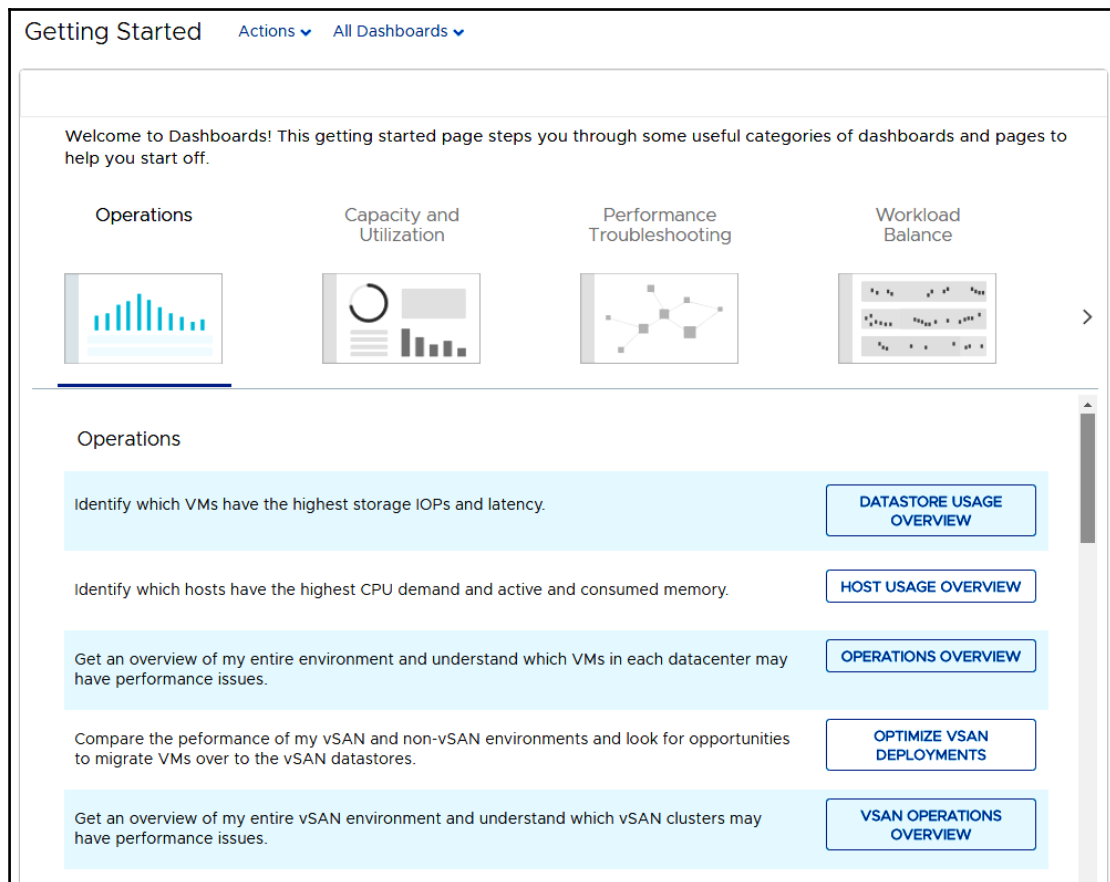 Getting Started Actions All Dashboards
Welcome to Dashboards! This getting started page steps you through some useful categories of dashboards and pages to
help you start off.
Operations
Capacity and
Utilization
Performance
Troubleshooting
Workload
Balance
Operations
Identify which VMs have the highest storage IOPs and latency.
DATASTORE USAGE
OVERVIEW
Identify which hosts have the highest CPU demand and active and consumed memory.
HOST USAGE OVERVIEW
Get an overview of my entire environment and understand which VMs in each datacenter may
have performance issues.
OPERATIONS OVERVIEW
Compare the peformance of my vSAN and non-vSAN environments and look for opportunities
to migrate VMs over to the vSAN datastores.
OPTIMIZE VSAN
DEPLOYMENTS
Get an overview of my entire vSAN environment and understand which vSAN clusters may
have performance issues.
VSAN OPERATIONS
OVERVIEW